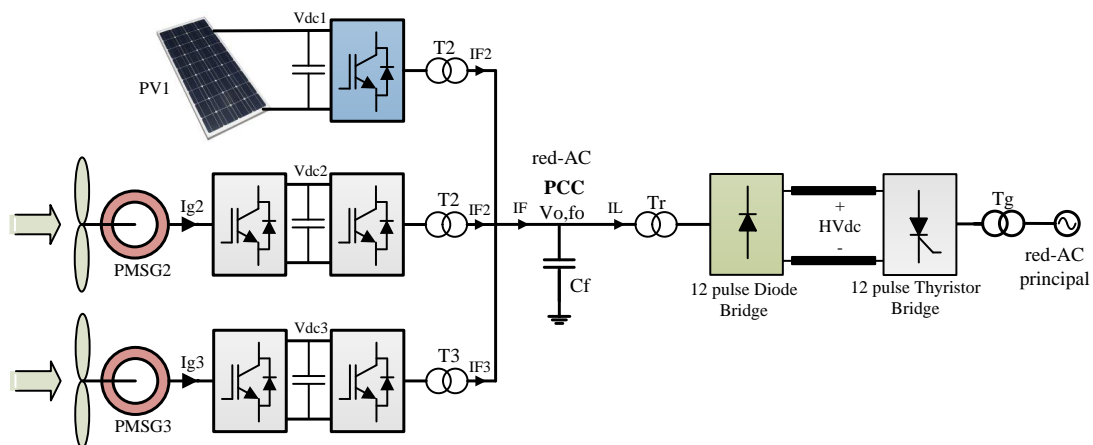 Vdc1
T2
IF2
PV1
Vdc2
T2
IF2
Ig2
PMSG2
Vdc3
T3
IF3
Ig3
PMSG3
red-AC
PCC
IF
Vo,fo
IL
Tr
Cf
+
HVdc
-
12 pulse Diode
Bridge
12 pulse Thyristor
Bridge
Tg
red-AC
principal